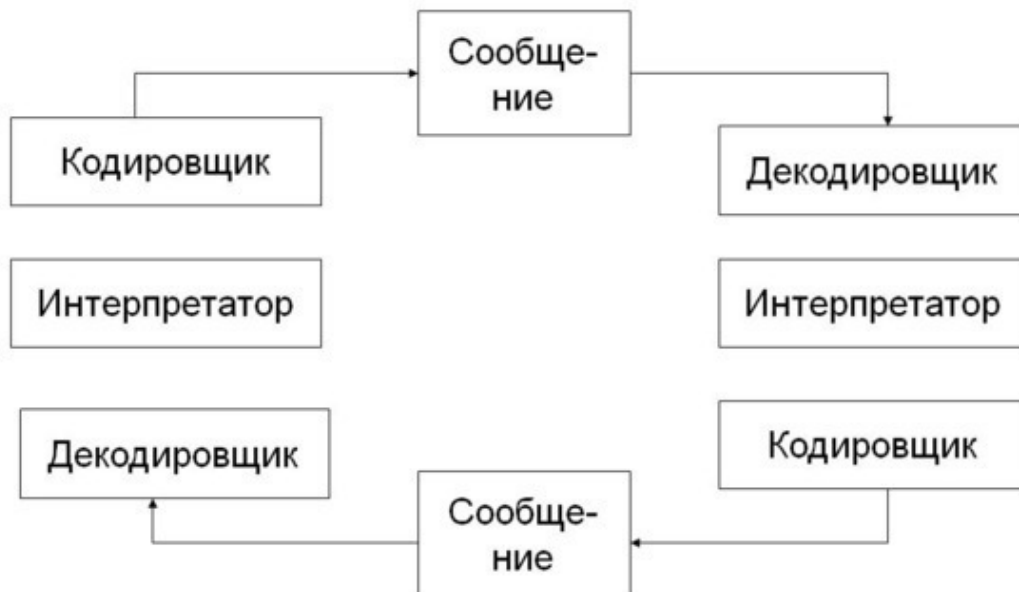 Сообще-
ние
Кодировщик
Декодировщик
Интерпретатор
Интерпретатор
Декодировщик
Кодировщик
Сообще-
ние